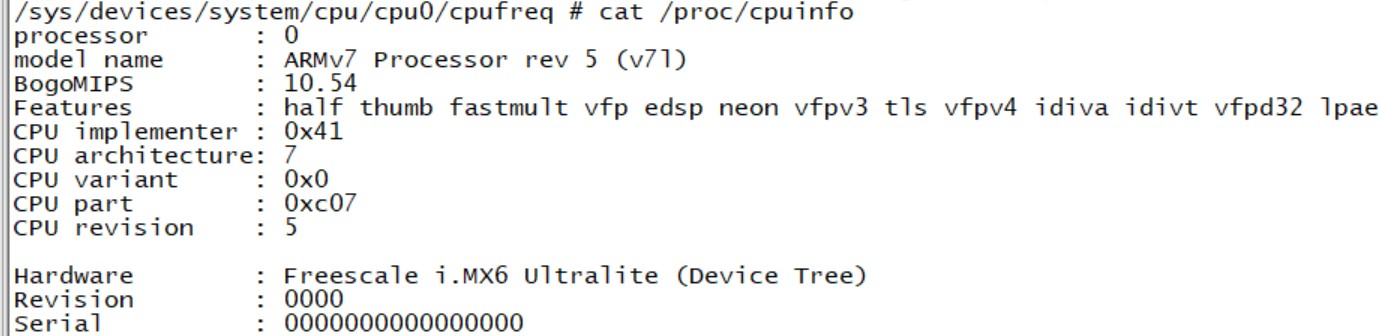 /sys/devices/system/cpu/cpu0/cpufreq # cat /proc/cpuinfo
processor       : 0
model name      : ARMv7 Processor rev 5 (v7l)
BogoMIPS        : 10.54
Features        : half thumb fastmult vfp edsp neon vfpv3 tls vfpv4 idiva idivt vfpd32 lpae
CPU implementer : 0x41
CPU architecture: 7
CPU variant     : 0x0
CPU part        : 0xc07
CPU revision    : 5
Hardware        : Freescale i.MX6 Ultralite (Device Tree)
Revision        : 0000
Serial          : 0000000000000000